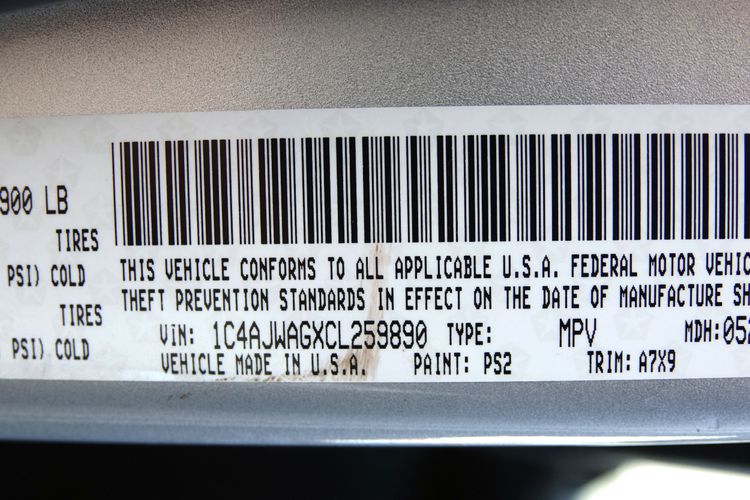 900 LB
TIRES
PSI) COLD
TIRES
PSI) COLD
THIS VEHICLE CONFORMS TO ALL APPLICABLE U.S.A. FEDERAL MOTOR VEHIC
THEFT PREVENTION STANDARDS IN EFFECT ON THE DATE OF MANUFACTURE SH
VIN: 1C4AJWAGXCL259890 TYPE: MPV MDH:052
VEHICLE MADE IN U.S.A. PAINT: PS2 TRIM: A7X9